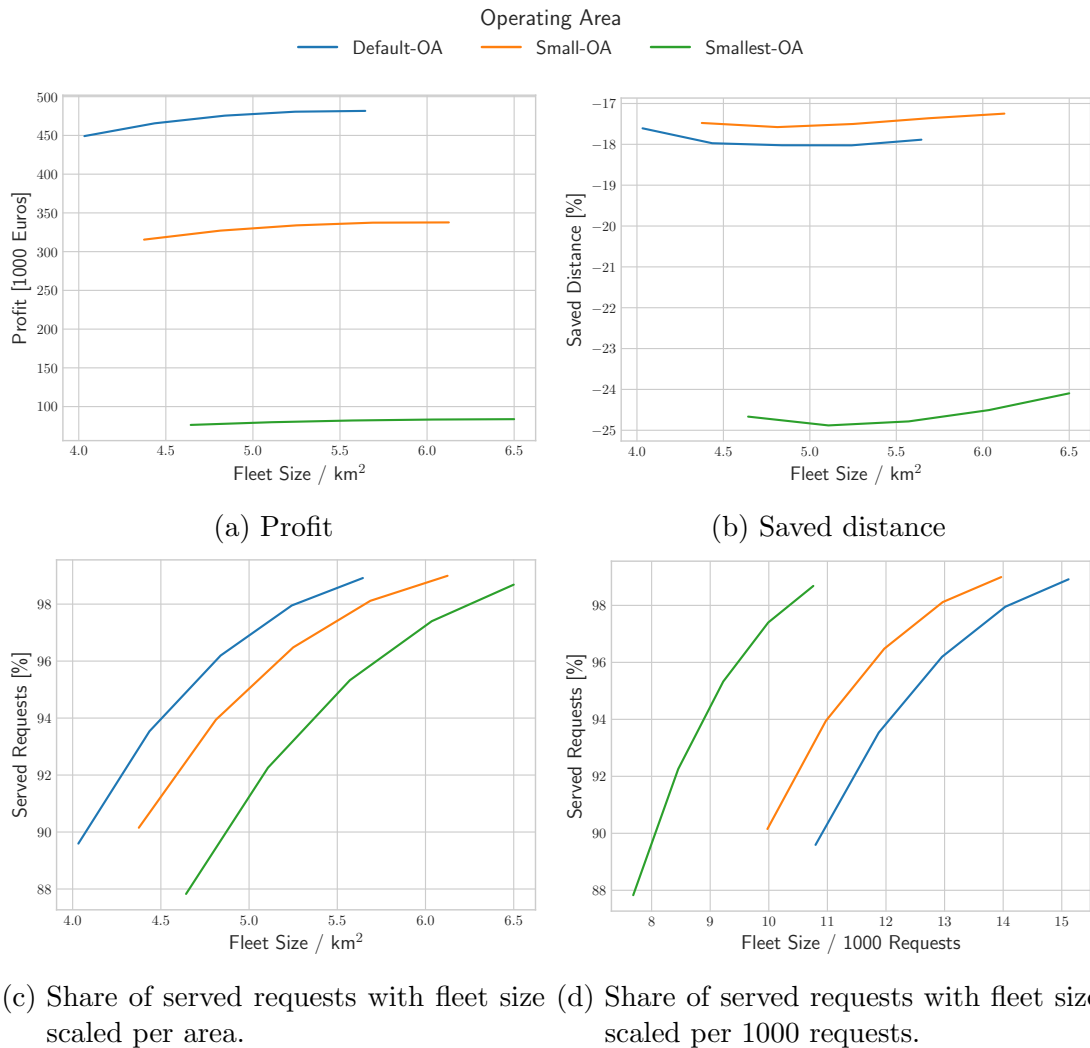 Operating Area
Default-OA Small-OA Smallest-OA
500
450
400
350
300
250
200
150
100
Profit [1000 Euros]
4.0 4.5 5.0 5.5 6.0 6.5
Fleet Size / km²
(a) Profit
−17
−18
−19
−20
−21
−22
−23
−24
−25
Saved Distance [%]
4.0 4.5 5.0 5.5 6.0 6.5
Fleet Size / km²
(b) Saved distance
98
96
94
92
90
88
Served Requests [%]
4.0 4.5 5.0 5.5 6.0 6.5
Fleet Size / km²
98
96
94
92
90
88
Served Requests [%]
8 9 10 11 12 13 14 15
Fleet Size / 1000 Requests
(c) Share of served requests with fleet size
scaled per area.
(d) Share of served requests with fleet size
scaled per 1000 requests.